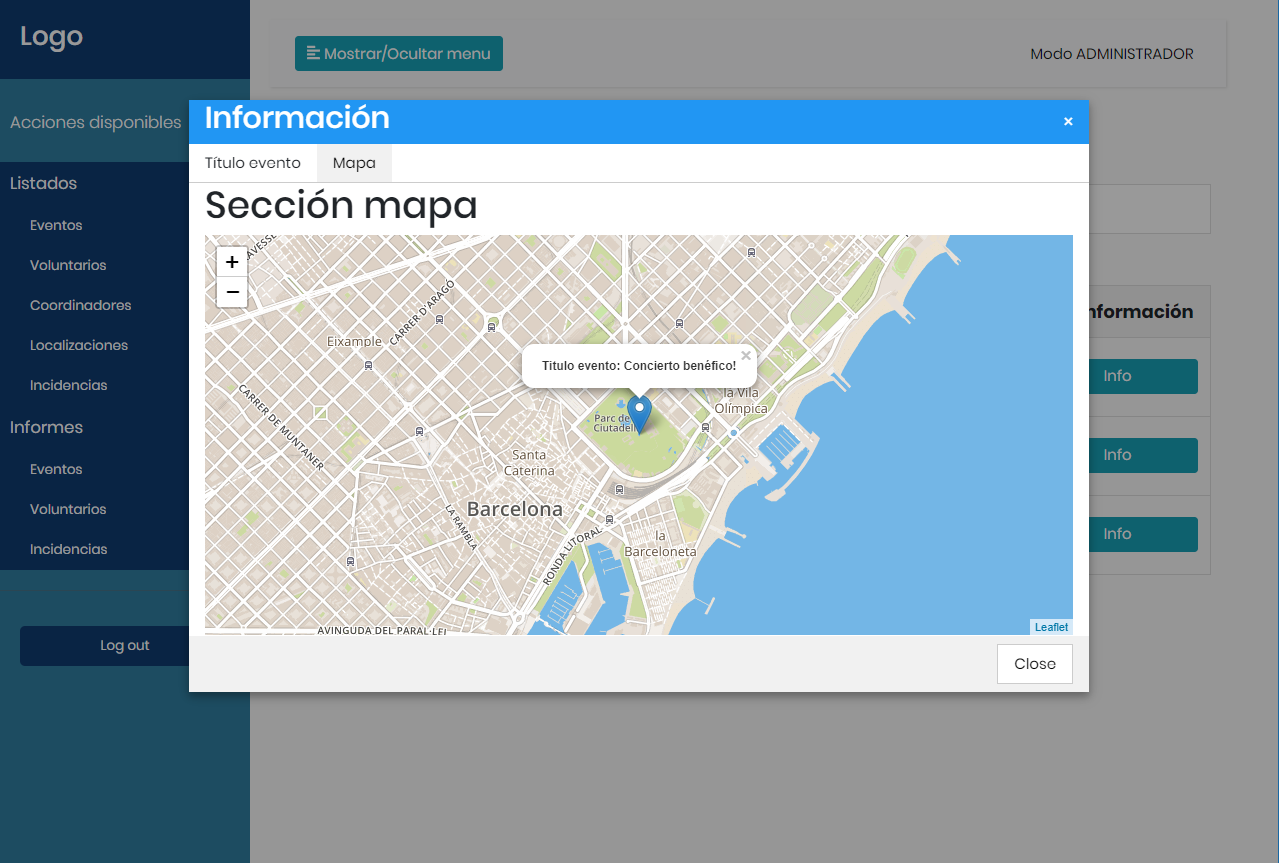 Logo
Mostrar/Ocultar menu
Modo ADMINISTRADOR
Acciones disponibles
Listados
Eventos
Voluntarios
Coordinadores
Localizaciones
Incidencias
Informes
Eventos
Voluntarios
Incidencias
Log out
Información
×
Título evento
Mapa
Sección mapa
+
−
CARRER D'ARAGÓ
Eixample
Titulo evento: Concierto benéfico!
×
la Vila
Olímpica
CARRER DE MUNTANER
Parc de
Santa
Caterina
Barcelona
LA RAMBLA
RONDA LITORAL
la
Barceloneta
AVINGUDA DEL PARAL·LEL
Leaflet
Close
nformación
Info
Info
Info